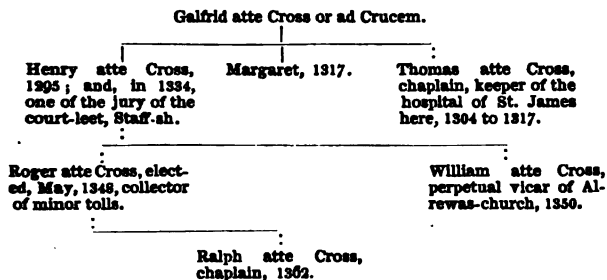 Galfrid atte Cross or ad Crucem.
Henry atte Cross,
1295; and, in 1334,
one of the jury of the
court-leet, Staff-sh.
Margaret, 1317.
Thomas atte Cross,
chaplain, keeper of the
hospital of St. James
here, 1304 to 1317.
Roger atte Cross, elect-
ed, May, 1348, collector
of minor tolls.
William atte Cross,
perpetual vicar of Al-
rewas-church, 1350.
Ralph atte Cross,
chaplain, 1362.